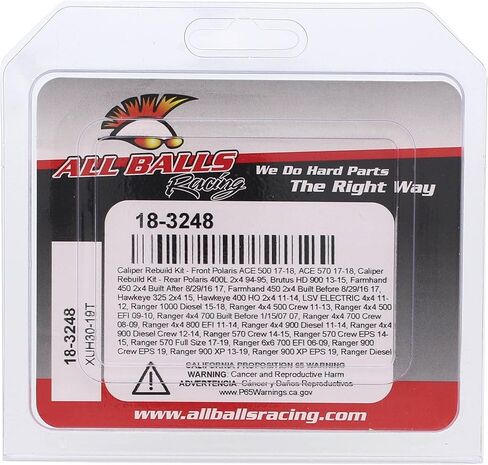 ALL BALLS
Racing
We Do Hard Parts
The Right Way
18-3248
Caliper Rebuild Kit - Front Polaris ACE 500 17-18, ACE 570 17-18, Caliper
Rebuild Kit - Rear Polaris 400L 2x4 94-95, Brutus HD 900 13-15, Farmhand
450 2x4 Built After 8/29/16 17, Farmhand 450 2x4 Built Before 8/29/16 17,
Hawkeye 325 2x4 15, Hawkeye 400 HO 2x4 11-14, LSV ELECTRIC 4x4 11-
12, Ranger 1000 Diesel 15-18, Ranger 4x4 500 Crew 11-13, Ranger 4x4 500
EFI 09-10, Ranger 4x4 700 Built Before 1/15/07 07, Ranger 4x4 700 Crew
08-09, Ranger 4x4 800 EFI 11-14, Ranger 4x4 900 Diesel 11-14, Ranger 4x4
900 Diesel Crew 12-14, Ranger 570 Crew 14-15, Ranger 570 Crew EPS 14-
15, Ranger 570 Full Size 17-19, Ranger 6x6 700 EFI 06-09, Ranger 900
Crew EPS 19, Ranger 900 XP 13-19, Ranger 900 XP EPS 19, Ranger Diesel
CALIFORNIA PROPOSITION 65 WARNING
WARNING: Cancer and Reproductive Harm
ADVERTENCIA: Cáncer y Daños Reproductivos
www.P65Warnings.ca.gov
18-3248
XUH30-19T
www.allballsracing.com